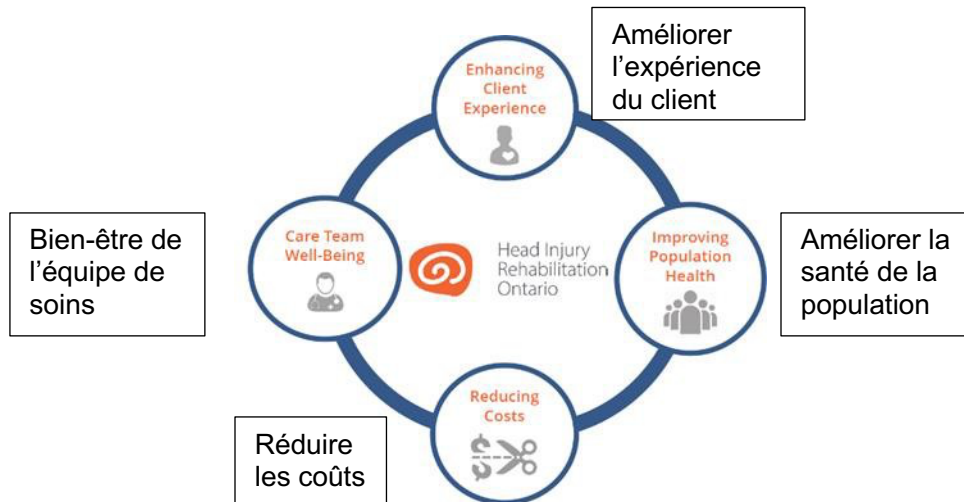 Améliorer
l’expérience
du client
Enhancing
Client
Experience
Bien-être de
l’équipe de
soins
Care Team
Well-Being
Head Injury
Rehabilitation
Ontario
Improving
Population
Health
Améliorer la
santé de la
population
Reducing
Costs
Réduire
les coûts